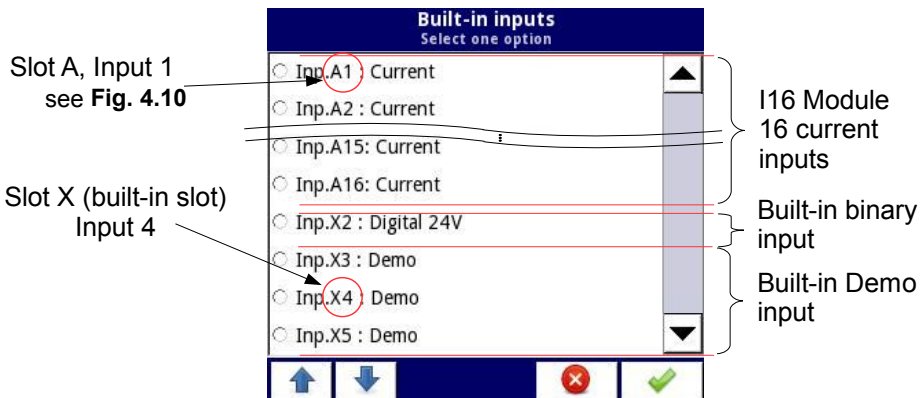 Built-in inputs
Select one option
Slot A, Input 1
see Fig. 4.10
Inp.A1 : Current
Inp.A2 : Current
Inp.A15: Current
Inp.A16: Current
Inp.X2 : Digital 24V
Inp.X3 : Demo
Inp.X4 : Demo
Inp.X5 : Demo
Slot X (built-in slot)
Input 4
I16 Module
16 current
inputs
Built-in binary
input
Built-in Demo
input